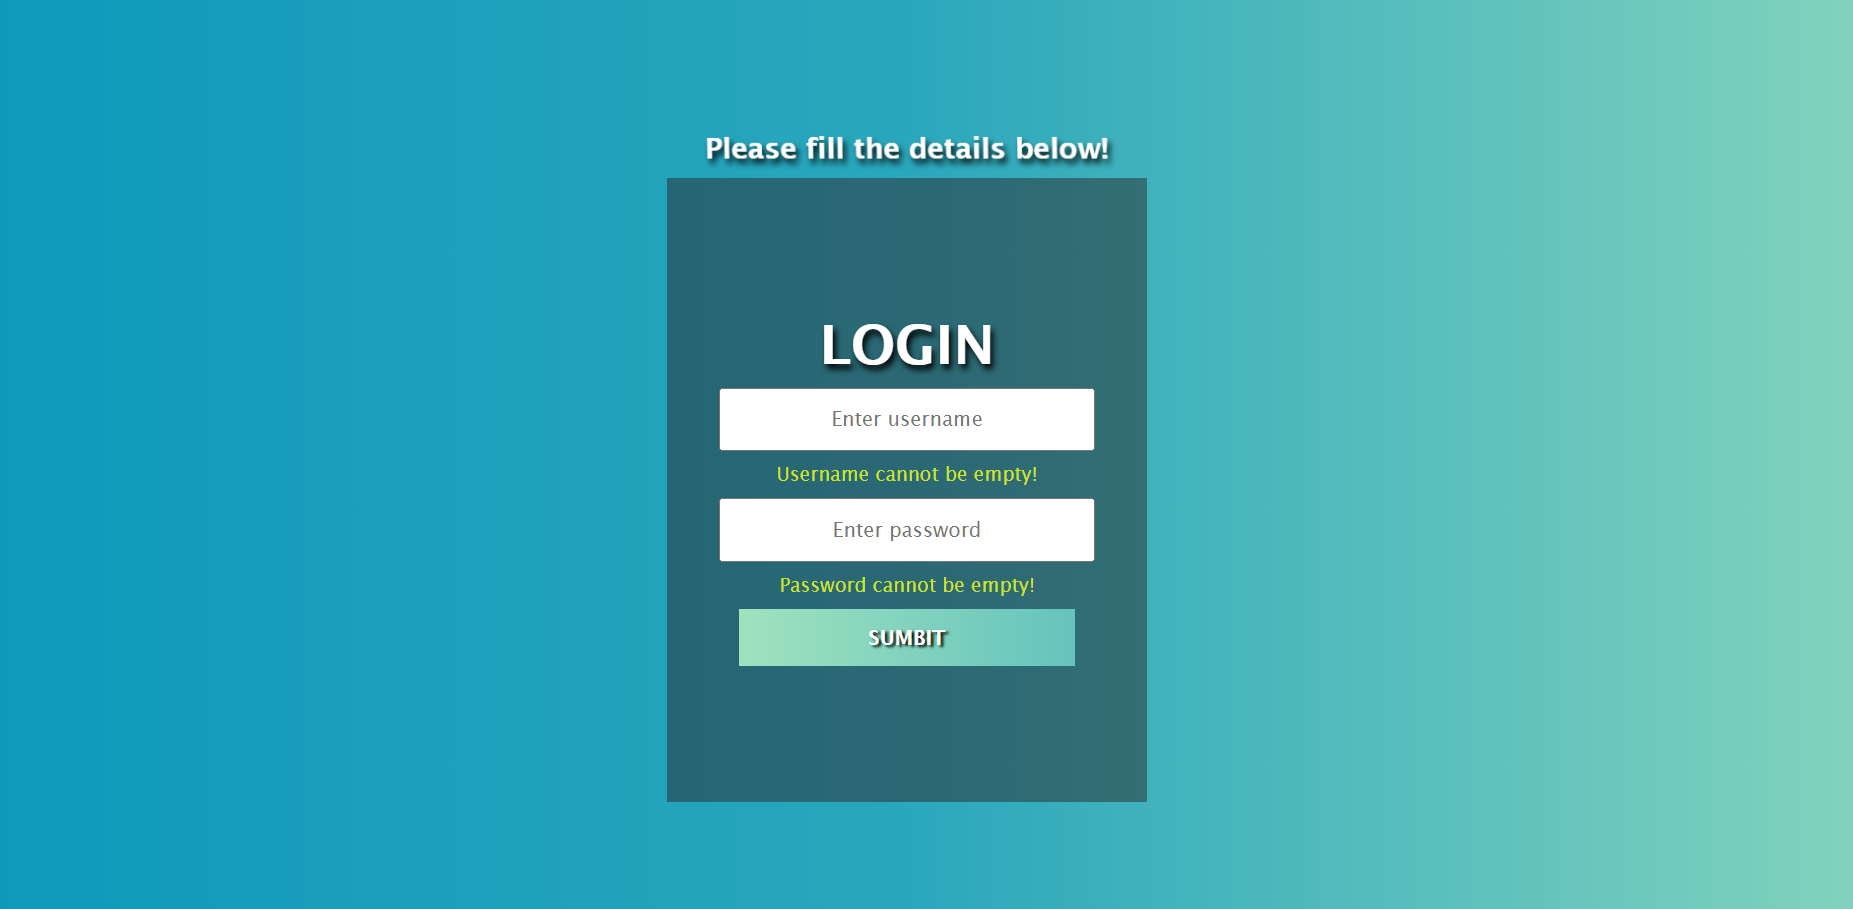 Please fill the details below!
LOGIN
Enter username
Username cannot be empty!
Enter password
Password cannot be empty!
SUMBIT